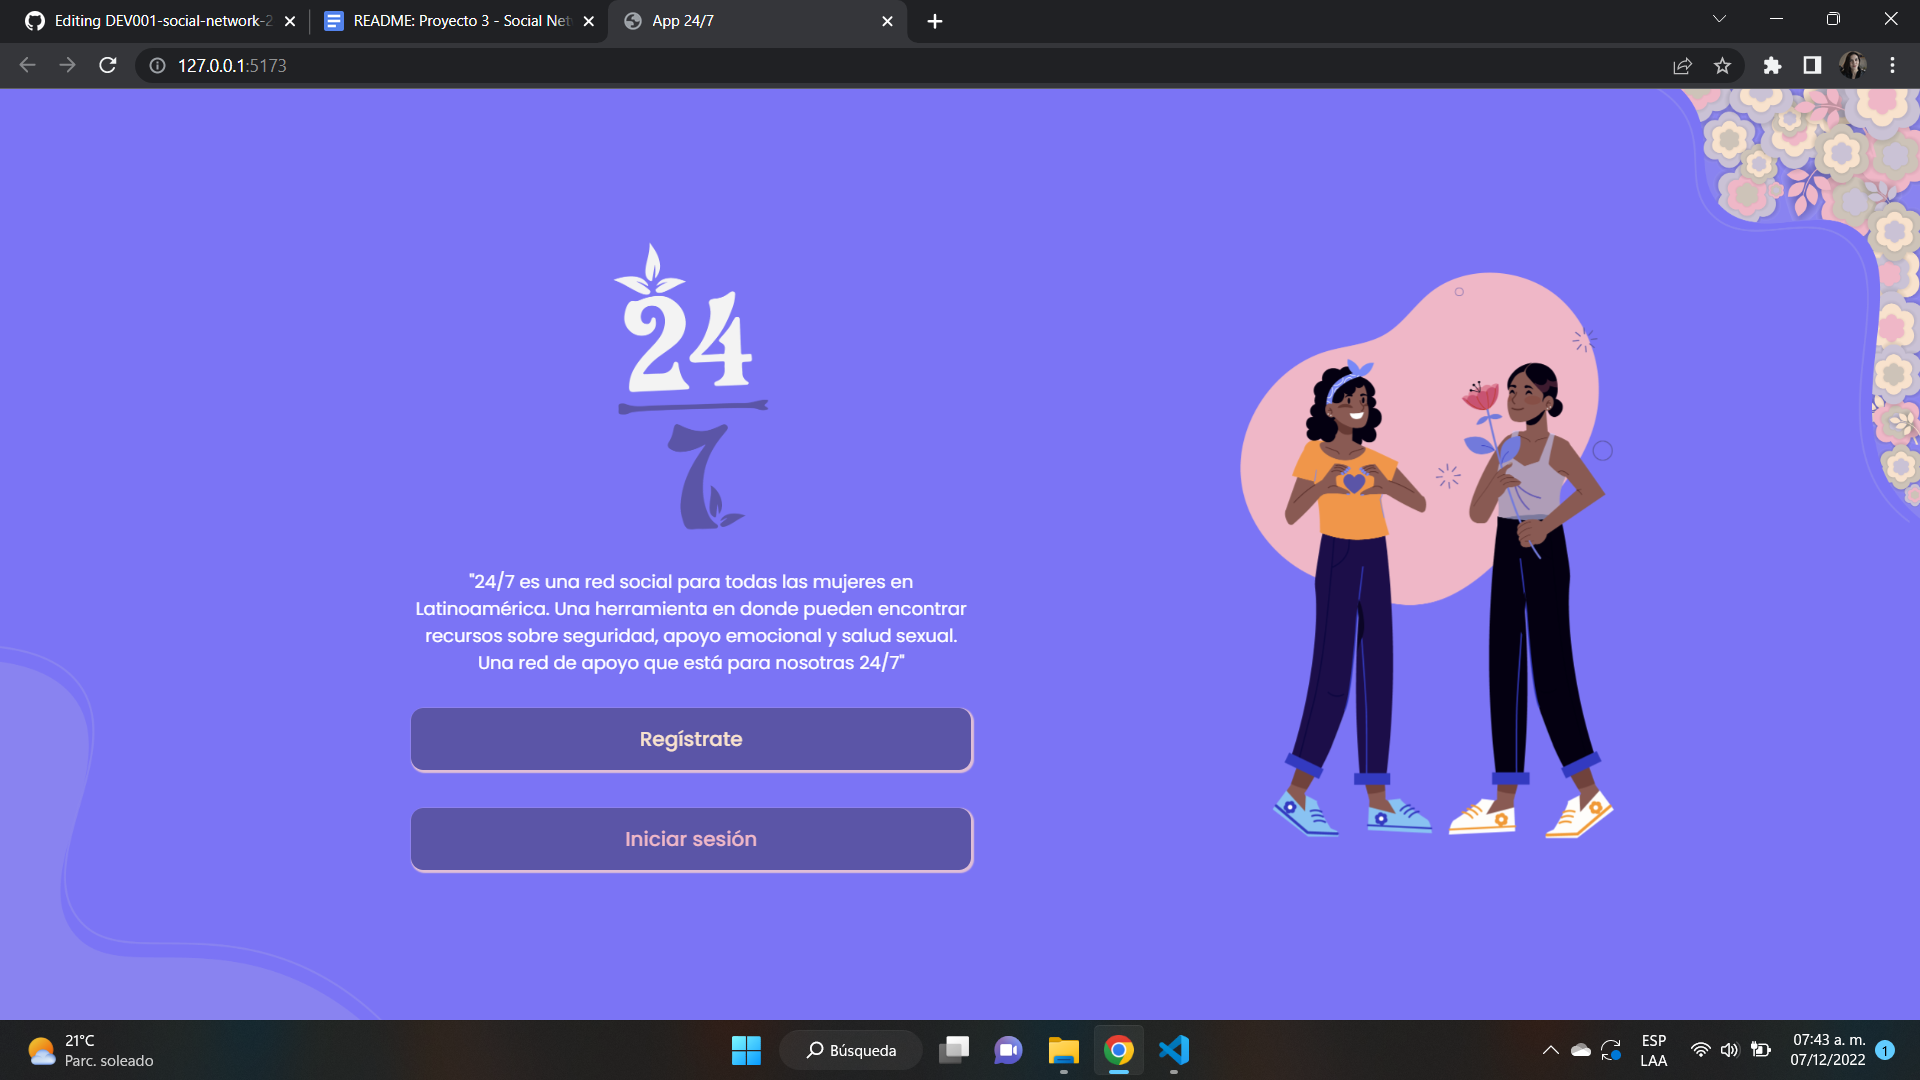 Editing DEV001-social-network-2
README: Proyecto 3 - Social Net
App 24/7
127.0.0.1:5173
24
7
"24/7 es una red social para todas las mujeres en
Latinoamérica. Una herramienta en donde pueden encontrar
recursos sobre seguridad, apoyo emocional y salud sexual.
Una red de apoyo que está para nosotras 24/7"
Regístrate
Iniciar sesión
21°C
Parc. soleado
Búsqueda
ESP
LAA
07:43 a. m.
07/12/2022
1